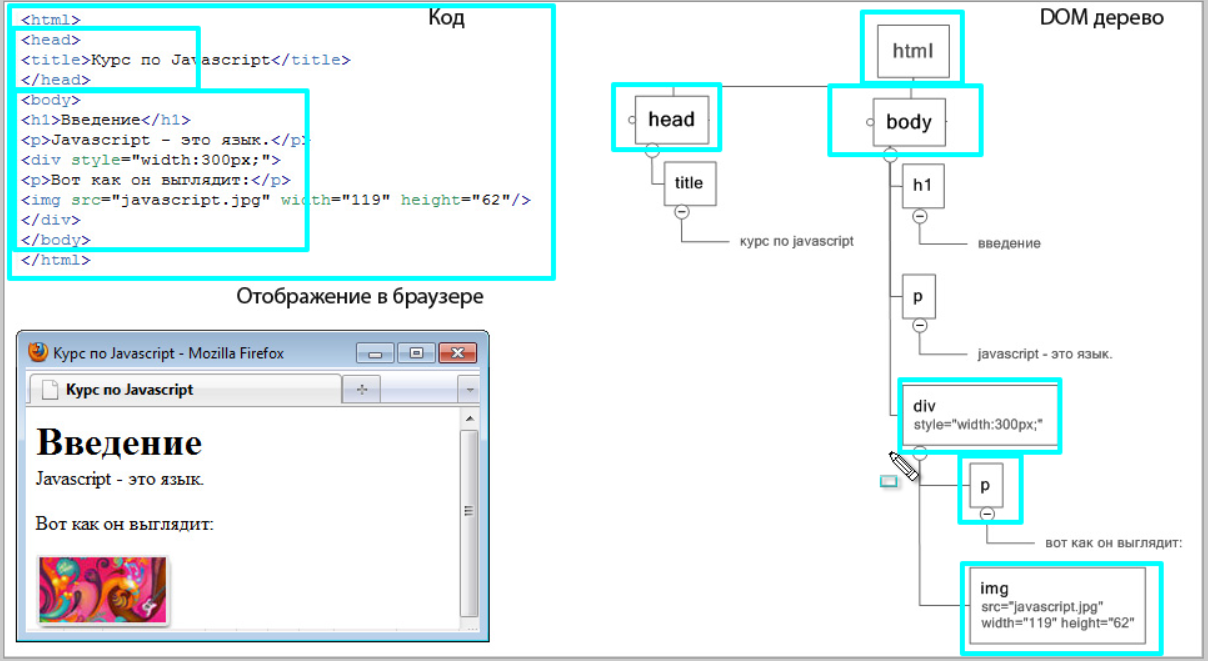 Код
<html>
<head>
<title>Курс по Javascript</title>
</head>
<body>
<h1>Введение</h1>
<p>Javascript - это язык.</p>
<div style="width:300px;">
<p>Вот как он выглядит:</p>
<img src="javascript.jpg" width="119" height="62"/>
</div>
</body>
</html>
Отображение в браузере
Курс по Javascript - Mozilla Firefox
Курс по Javascript
Введение
Javascript - это язык.
Вот как он выглядит:
DOM дерево
html
head
body
title
курс по javascript
h1
введение
p
javascript - это язык.
div
style="width:300px;"
p
вот как он выглядит:
img
src="javascript.jpg"
width="119" height="62"